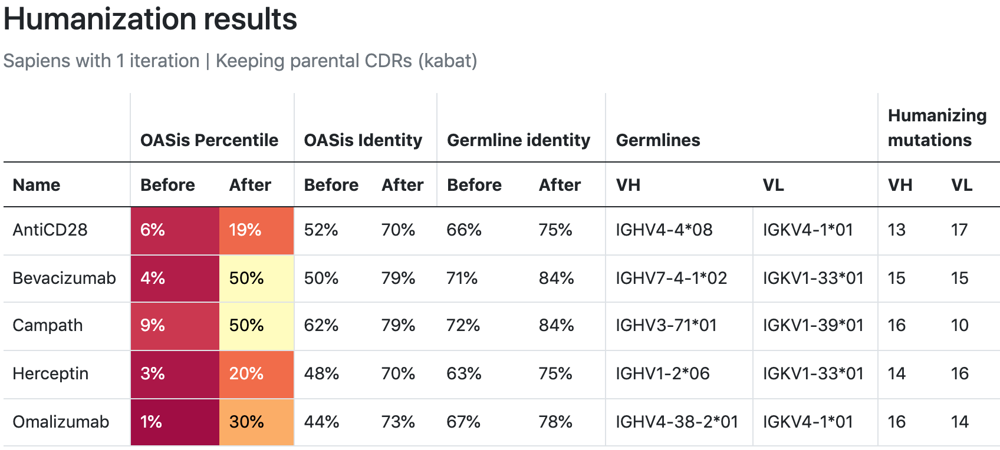 Humanization results
Sapiens with 1 iteration | Keeping parental CDRs (kabat)
OASis Percentile OASis Identity Germline identity Germlines Humanizing mutations
Name Before After Before After Before After VH VL VH VL
AntiCD28 6% 19% 52% 70% 66% 75% IGHV4-4*08 IGKV4-1*01 13 17
Bevacizumab 4% 50% 50% 79% 71% 84% IGHV7-4-1*02 IGKV1-33*01 15 15
Campath 9% 50% 62% 79% 72% 84% IGHV3-71*01 IGKV1-39*01 16 10
Herceptin 3% 20% 48% 70% 63% 75% IGHV1-2*06 IGKV1-33*01 14 16
Omalizumab 1% 30% 44% 73% 67% 78% IGHV4-38-2*01 IGKV4-1*01 16 14